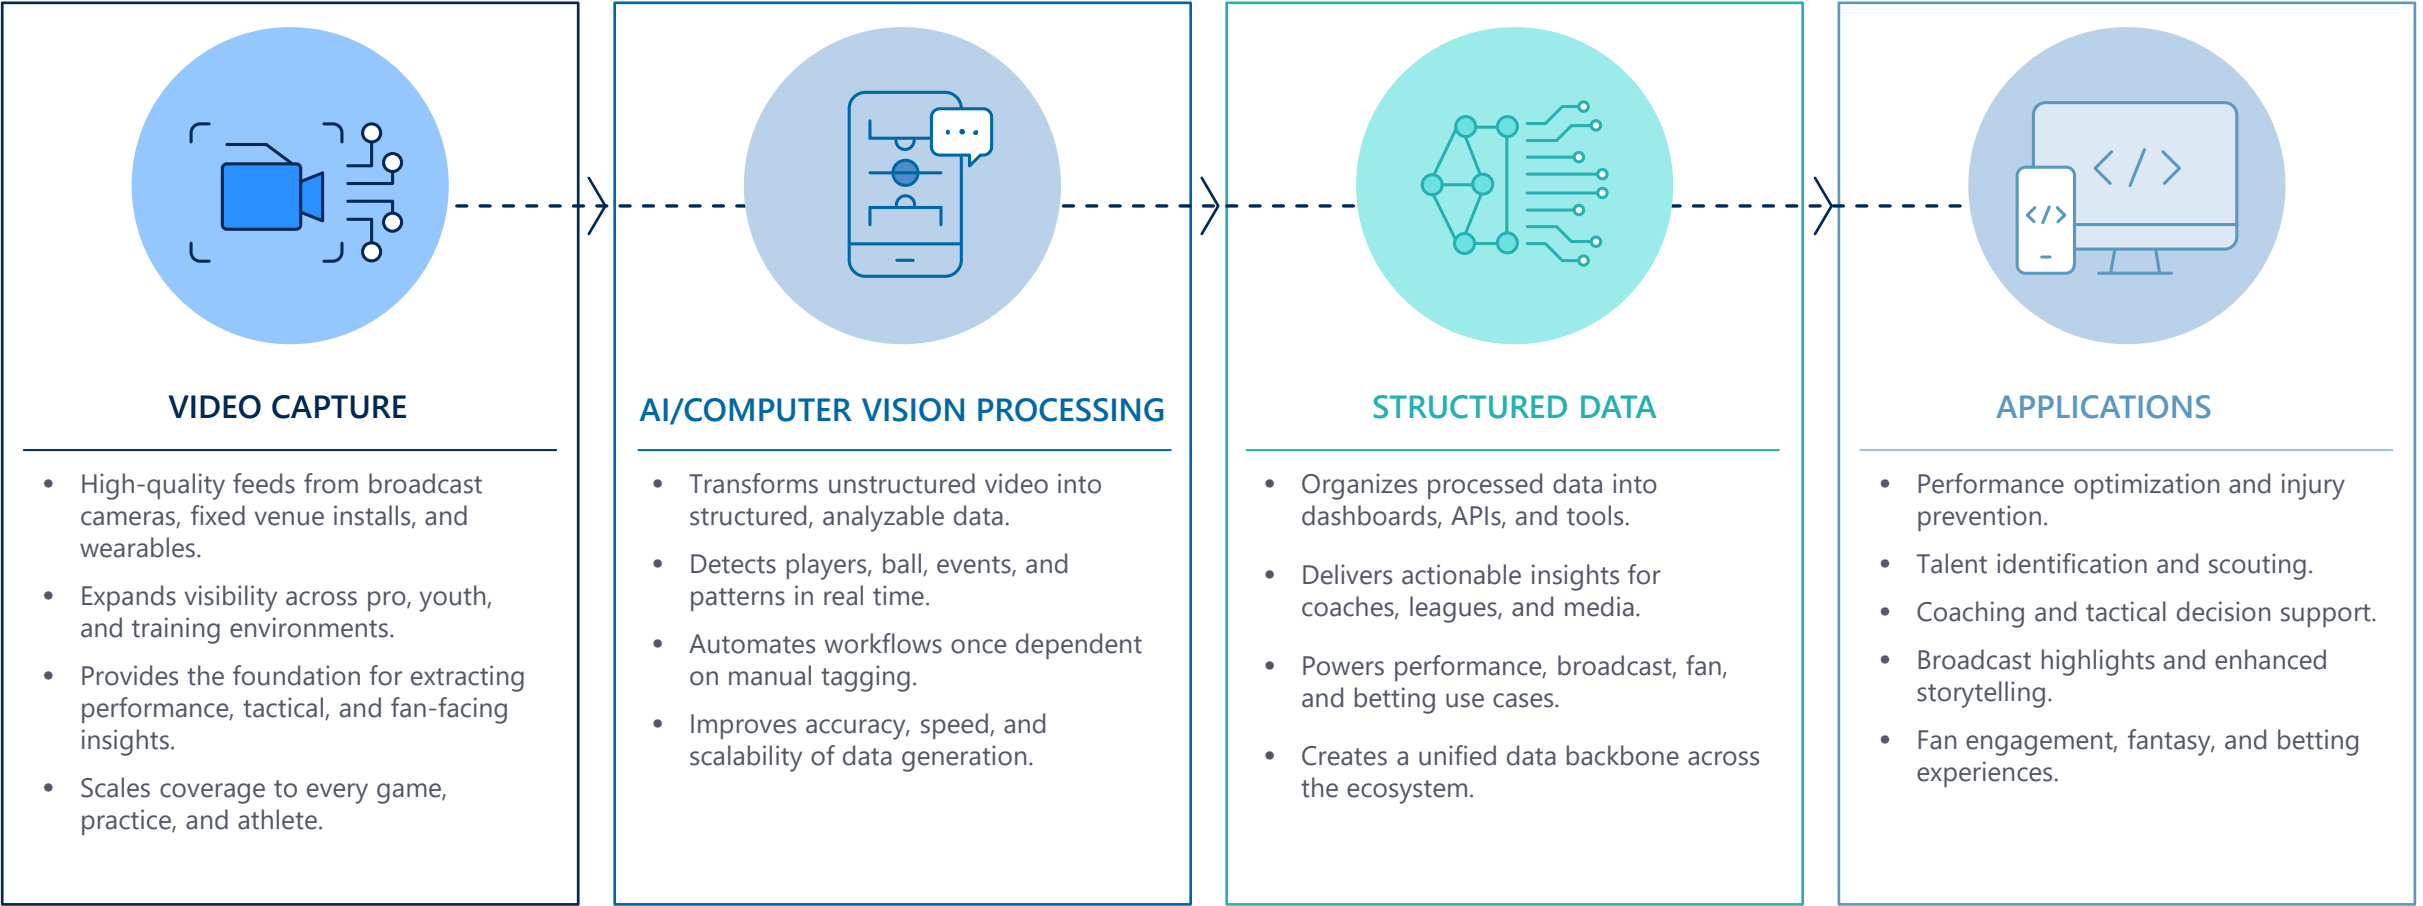 VIDEO CAPTURE
• High-quality feeds from broadcast
cameras, fixed venue installs, and
wearables.
• Expands visibility across pro, youth,
and training environments.
• Provides the foundation for extracting
performance, tactical, and fan-facing
insights.
• Scales coverage to every game,
practice, and athlete.
AI/COMPUTER VISION PROCESSING
• Transforms unstructured video into
structured, analyzable data.
• Detects players, ball, events, and
patterns in real time.
• Automates workflows once dependent
on manual tagging.
• Improves accuracy, speed, and
scalability of data generation.
STRUCTURED DATA
• Organizes processed data into
dashboards, APIs, and tools.
• Delivers actionable insights for
coaches, leagues, and media.
• Powers performance, broadcast, fan,
and betting use cases.
• Creates a unified data backbone across
the ecosystem.
</>
</>
APPLICATIONS
• Performance optimization and injury
prevention.
• Talent identification and scouting.
• Coaching and tactical decision support.
• Broadcast highlights and enhanced
storytelling.
• Fan engagement, fantasy, and betting
experiences.